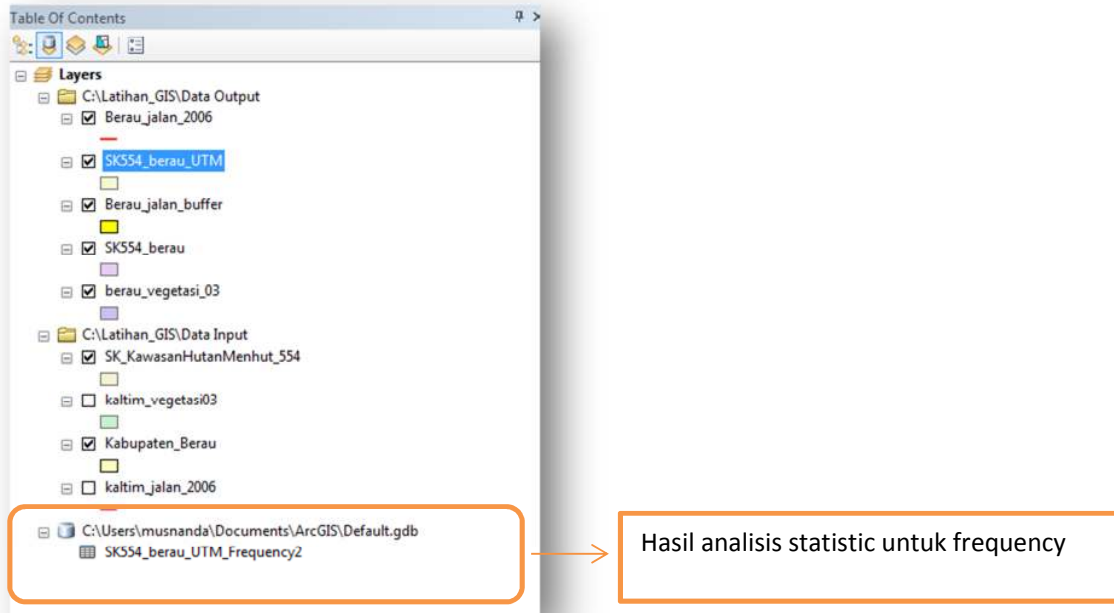 Table Of Contents
Layers
C:\Latihan_GIS\Data Output
Berau_jalan_2006
SK554_berau_UTM
Berau_jalan_buffer
SK554_berau
berau_vegetasi_03
C:\Latihan_GIS\Data Input
SK_KawasanHutanMenhut_554
kaltim_vegetasi03
Kabupaten_Berau
kaltim_jalan_2006
C:\Users\musnanda\Documents\ArcGIS\Default.gdb
SK554_berau_UTM_Frequency2
Hasil analisis statistic untuk frequency